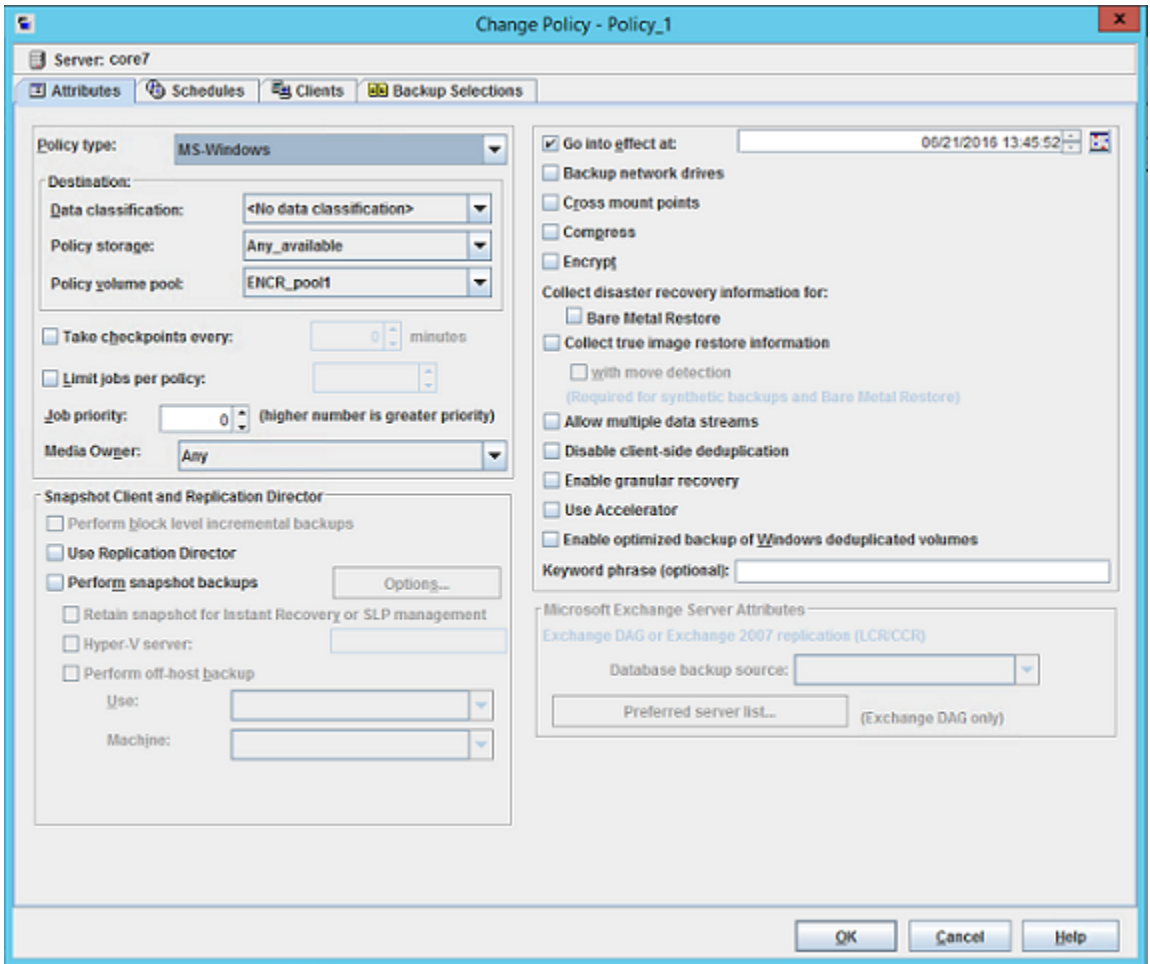 Change Policy - Policy_1
x
Server: core7
Attributes
Schedules
Clients
Backup Selections
Policy type:
MS-Windows
Destination:
Data classification:
<No data classification>
Policy storage:
Any_available
Policy volume pool:
ENCR_pool1
Take checkpoints every:
0
minutes
Limit jobs per policy:
Job priority:
0
(higher number is greater priority)
Media Owner:
Any
Snapshot Client and Replication Director
Perform block level incremental backups
Use Replication Director
Perform snapshot backups
Options...
Retain snapshot for Instant Recovery or SLP management
Hyper-V server:
Perform off-host backup
Use:
Machine:
Go into effect at:
06/21/2016 13:45:52
Backup network drives
Cross mount points
Compress
Encrypt
Collect disaster recovery information for:
Bare Metal Restore
Collect true image restore information
with move detection
(Required for synthetic backups and Bare Metal Restore)
Allow multiple data streams
Disable client-side deduplication
Enable granular recovery
Use Accelerator
Enable optimized backup of Windows deduplicated volumes
Keyword phrase (optional):
Microsoft Exchange Server Attributes
Exchange DAG or Exchange 2007 replication (LCR/CCR)
Database backup source:
Preferred server list...
(Exchange DAG only)
OK
Cancel
Help